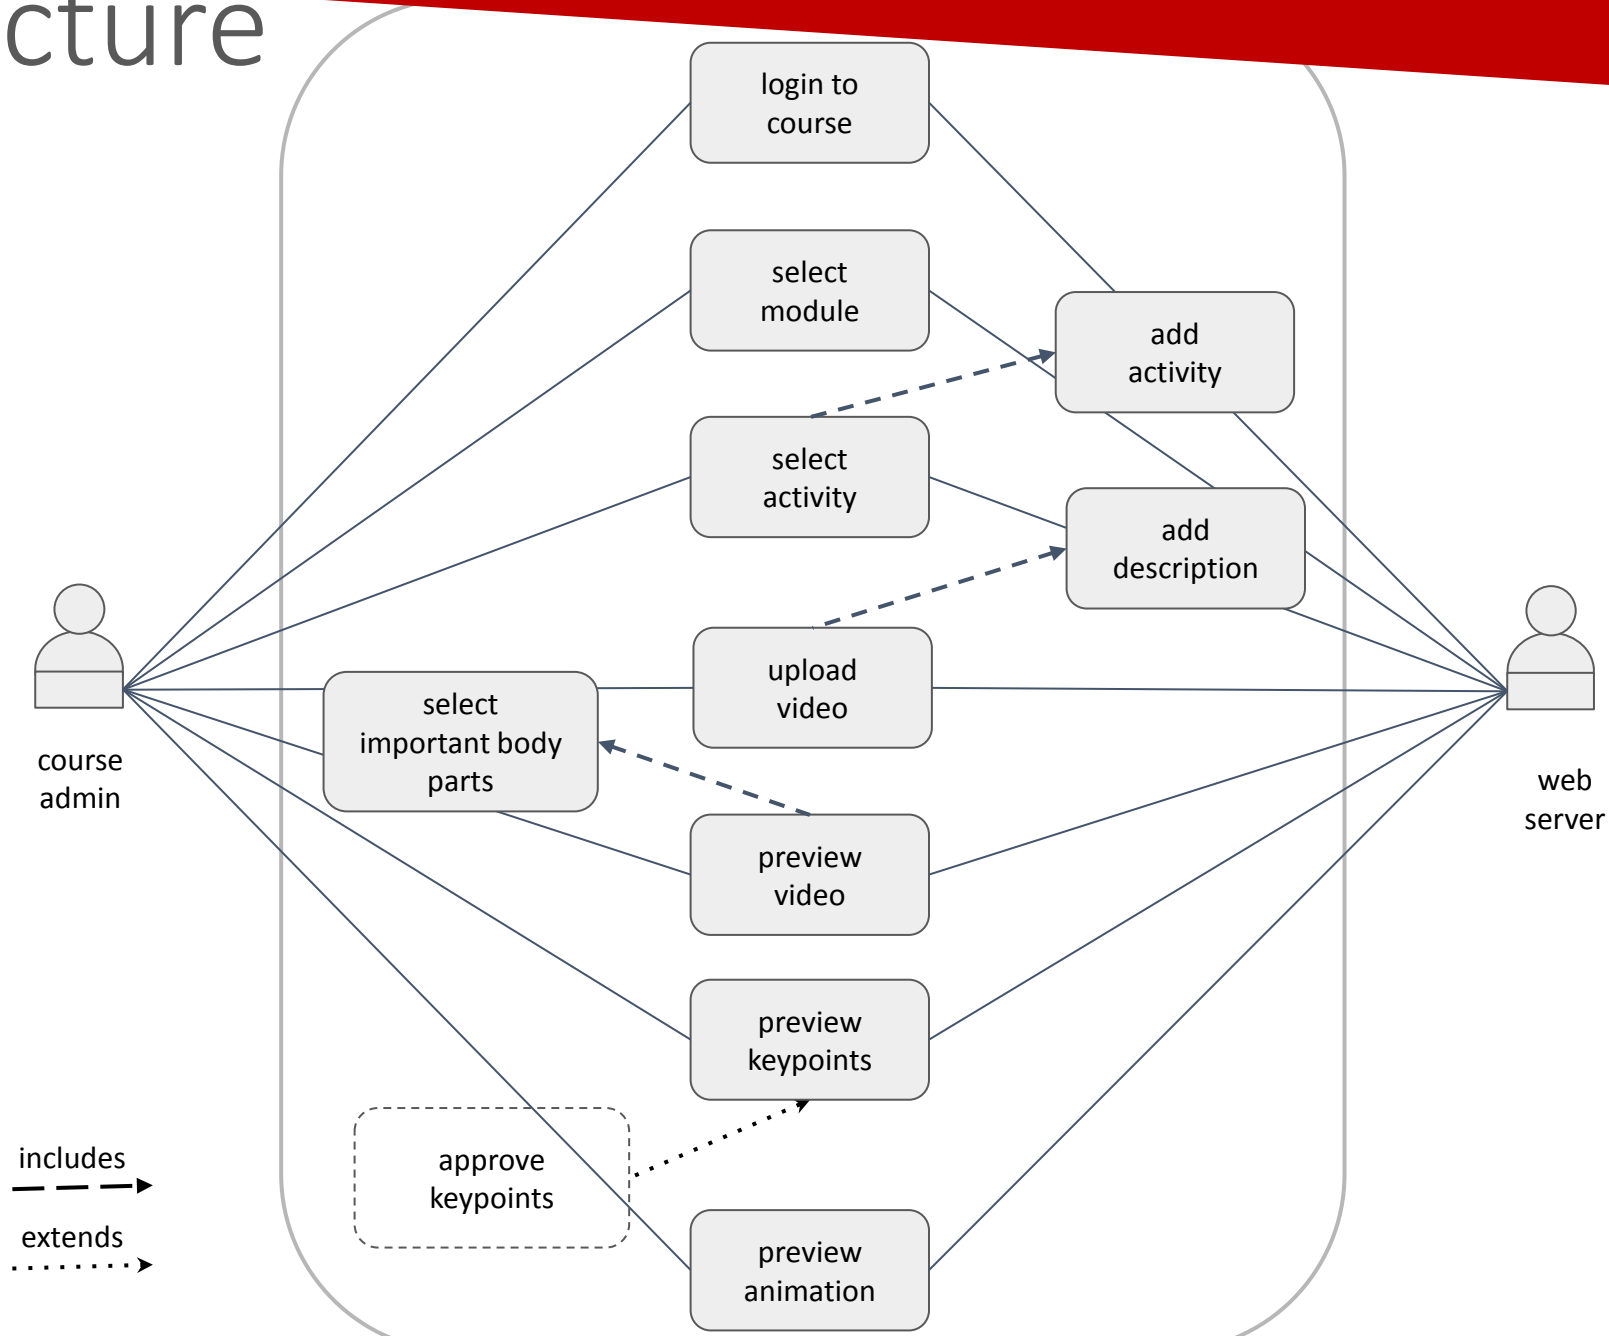 cture
login to
course
select
module
add
activity
select
activity
add
description
upload
video
select
important body
parts
course
admin
web
server
preview
video
preview
keypoints
approve
keypoints
includes
extends
preview
animation